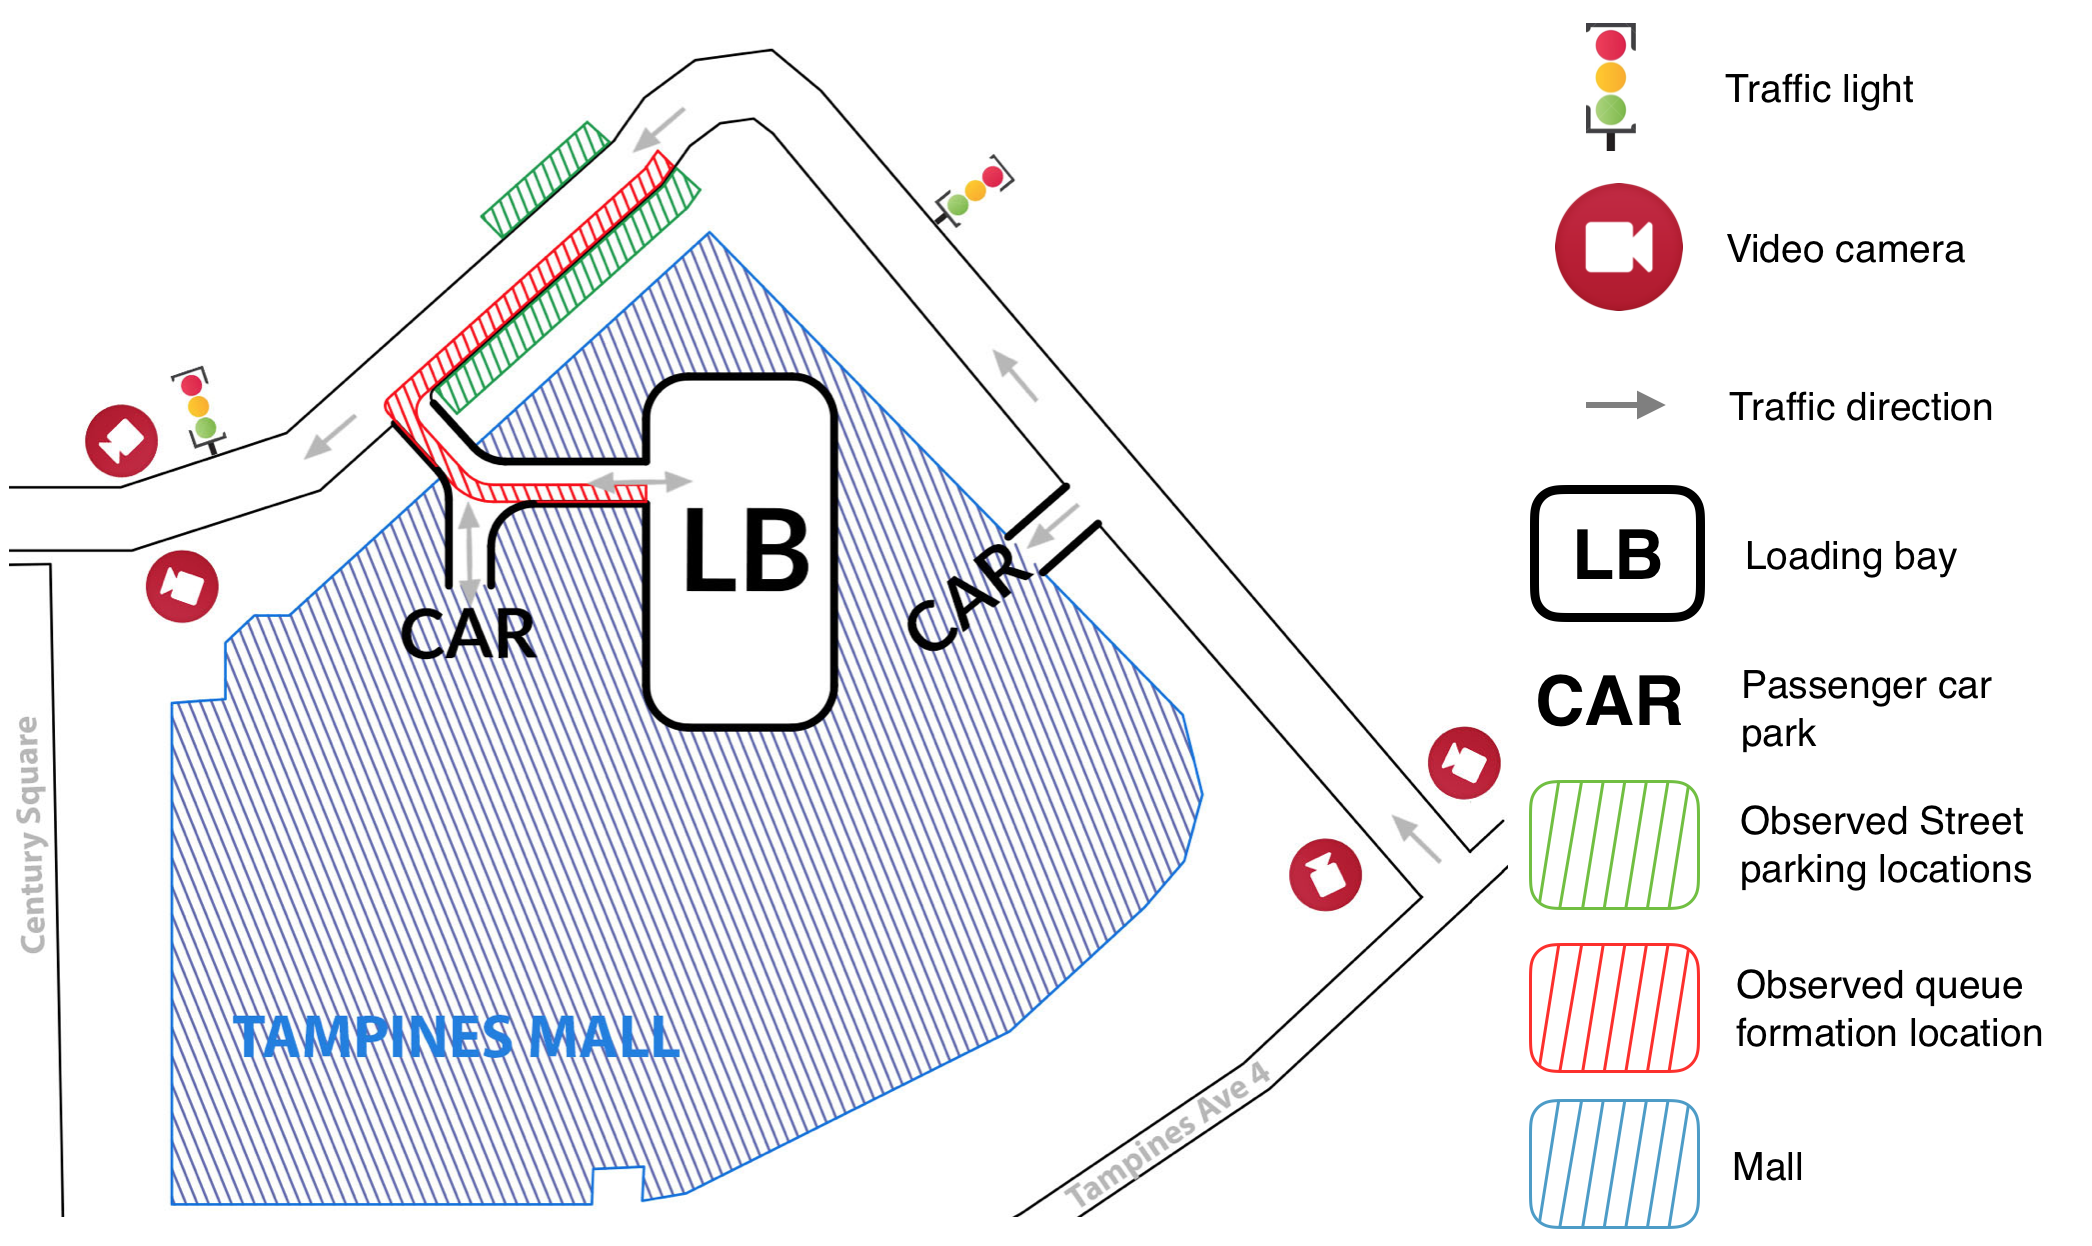 LB
CAR
CAR
TAMPINES MALL
Century Square
Tampines Ave 4
Traffic light
Video camera
Traffic direction
LB
Loading bay
CAR
Passenger car
park
Observed Street
parking locations
Observed queue
formation location
Mall